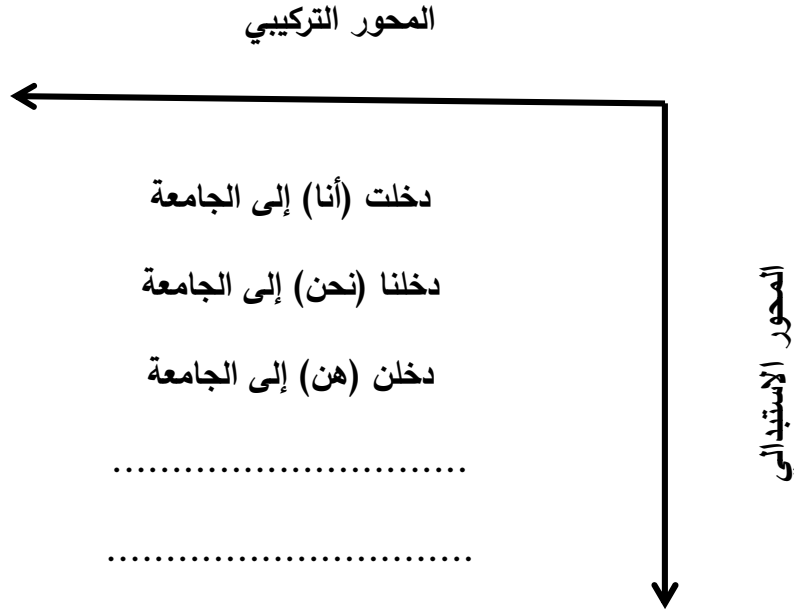 المحور التركيبي
دخلت (أنا) إلى الجامعة
دخلنا (نحن) إلى الجامعة
دخلن (هن) إلى الجامعة
..............................
...............................
المحور الاستبدالي